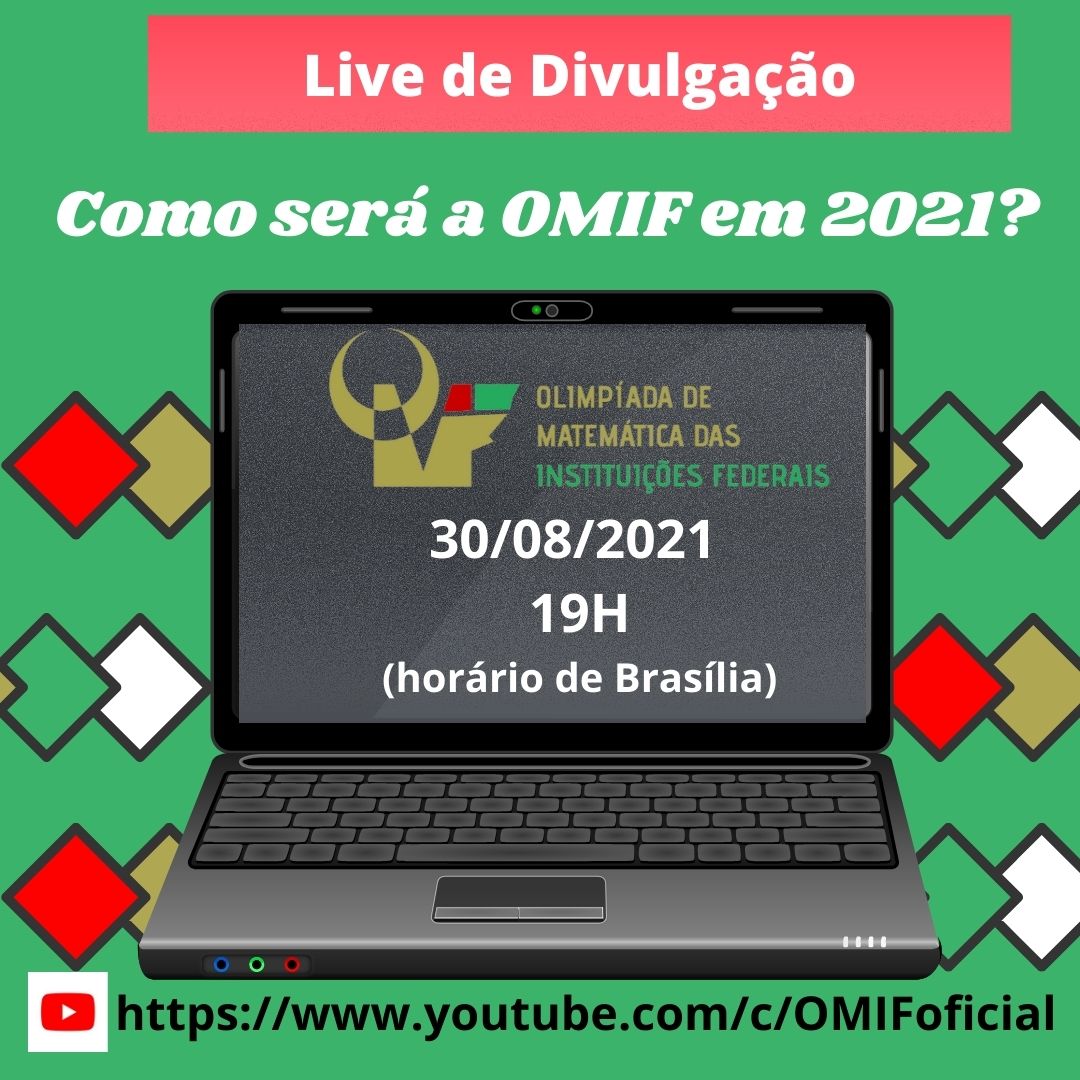 Live de Divulgação
Como será a OMIF em 2021?
OLIMPÍADA DE
MATEMÁTICA DAS
INSTITUIÇÕES FEDERAIS
30/08/2021
19H
(horário de Brasília)
https://www.youtube.com/c/OMIFoficial